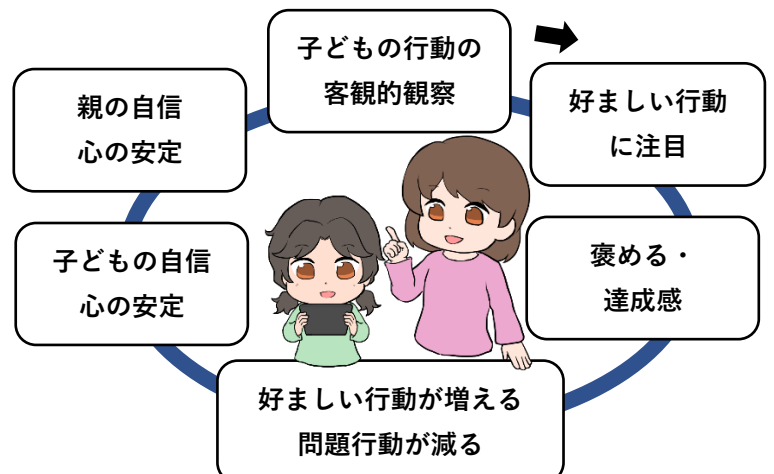 子どもの行動の
客観的観察
好ましい行動
に注目
褒める・
達成感
好ましい行動が増える
問題行動が減る
子どもの自信
心の安定
親の自信
心の安定